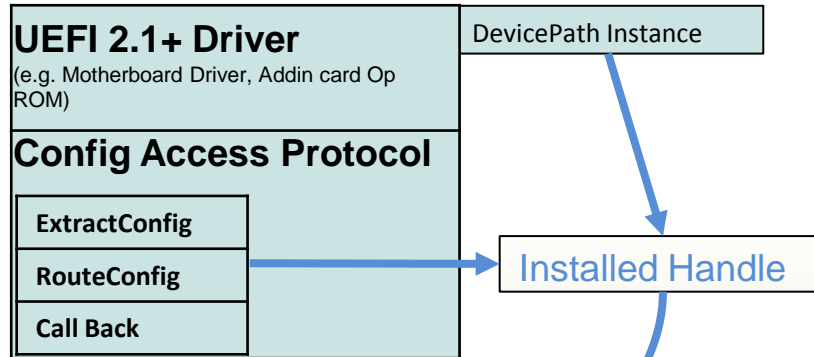 UEFI 2.1+ Driver
(e.g. Motherboard Driver, Addin card Op
ROM)
DevicePath Instance
Config Access Protocol
ExtractConfig
RouteConfig
Call Back
Installed Handle